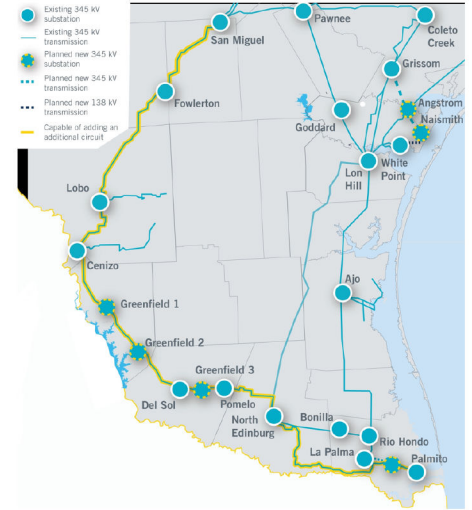 Existing 345 kV
substation
Existing 345 kV
transmission
Planned new 345 kV
substation
Planned new 345 kV
transmission
Planned new 138 kV
transmission
Capable of adding an
additional circuit
Pawnee
San Miguel
Coleto
Creek
Grissom
Fowlerton
Angstrom
Naismith
Goddard
Lon
Hill
White
Point
Lobo
Cenizo
Ajo
Greenfield 1
Greenfield 2
Greenfield 3
Del Sol
Pomelo
North
Edinburg
Bonilla
Rio Hondo
La Palma
Palmito